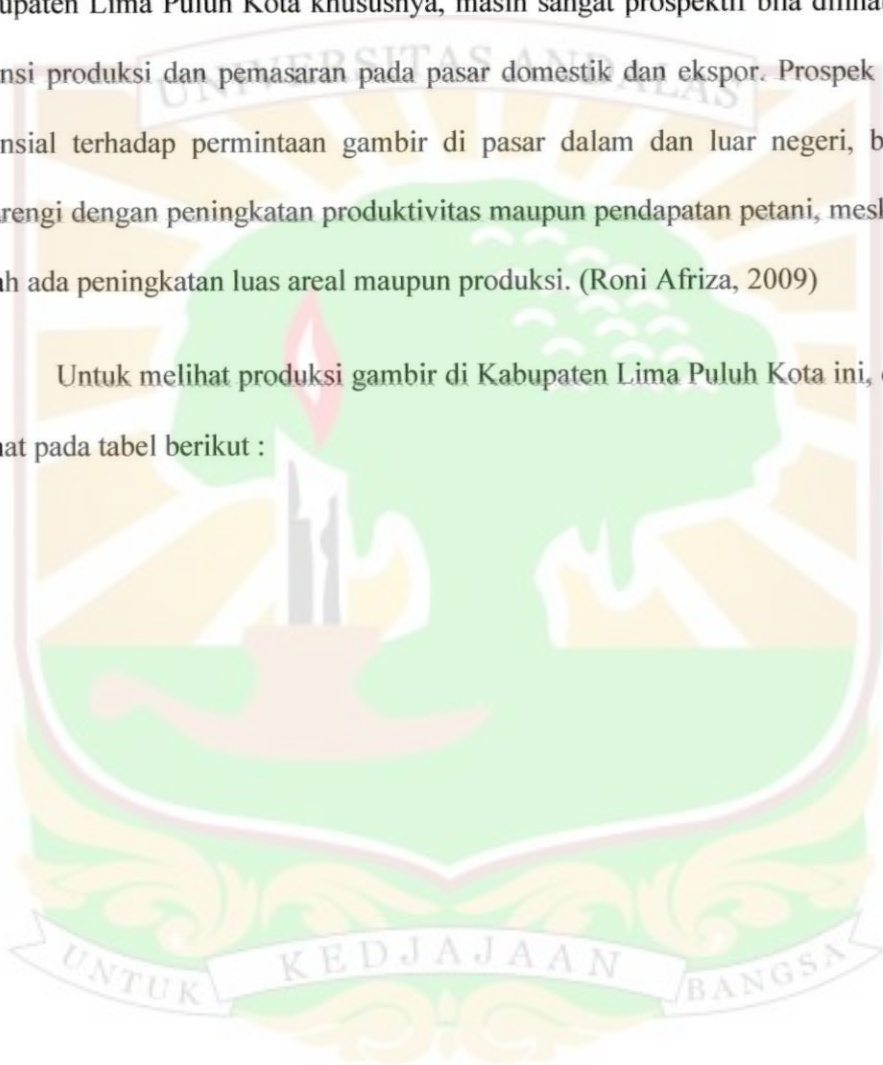 upaten Lima Puluh Kota khususnya, masih sangat prospektif bila dilihat
nsi produksi dan pemasaran pada pasar domestik dan ekspor. Prospek
nsial terhadap permintaan gambir di pasar dalam dan luar negeri, b
rengi dengan peningkatan produktivitas maupun pendapatan petani, mesk
ah ada peningkatan luas areal maupun produksi. (Roni Afriza, 2009)
Untuk melihat produksi gambir di Kabupaten Lima Puluh Kota ini,
hat pada tabel berikut :
UNIVERSITAS ANDALAS
UNTUK KEDJAJAAN BANGSA